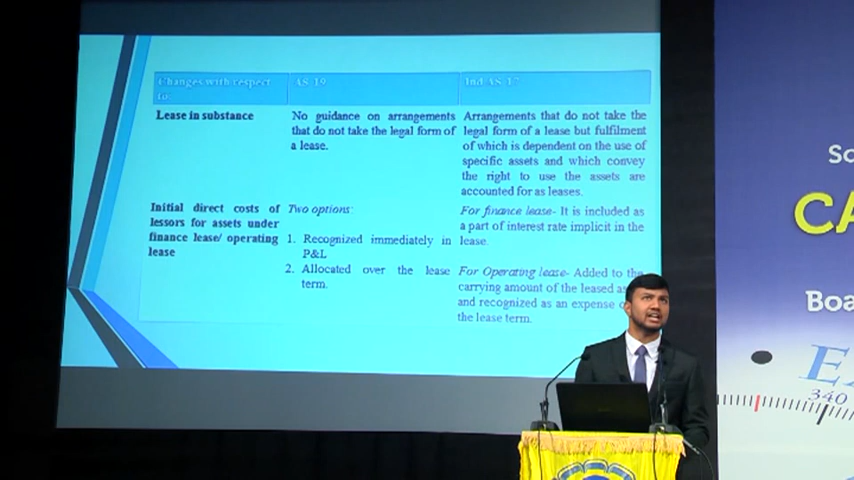 Changes with respect to: AS 19 Ind AS 17
Lease in substance
No guidance on arrangements
that do not take the legal form of
a lease.
Arrangements that do not take the
legal form of a lease but fulfilment
of which is dependent on the use of
specific assets and which convey
the right to use the assets are
accounted for as leases.
Initial direct costs of
lessors for assets under
finance lease/ operating
lease
Two options:
1. Recognized immediately in
P&L
2. Allocated over the lease
term.
For finance lease- It is included as
a part of interest rate implicit in the
lease.
For Operating lease- Added to the
carrying amount of the leased
and recognized as an expense
the lease term.
So
CA
Boa
340